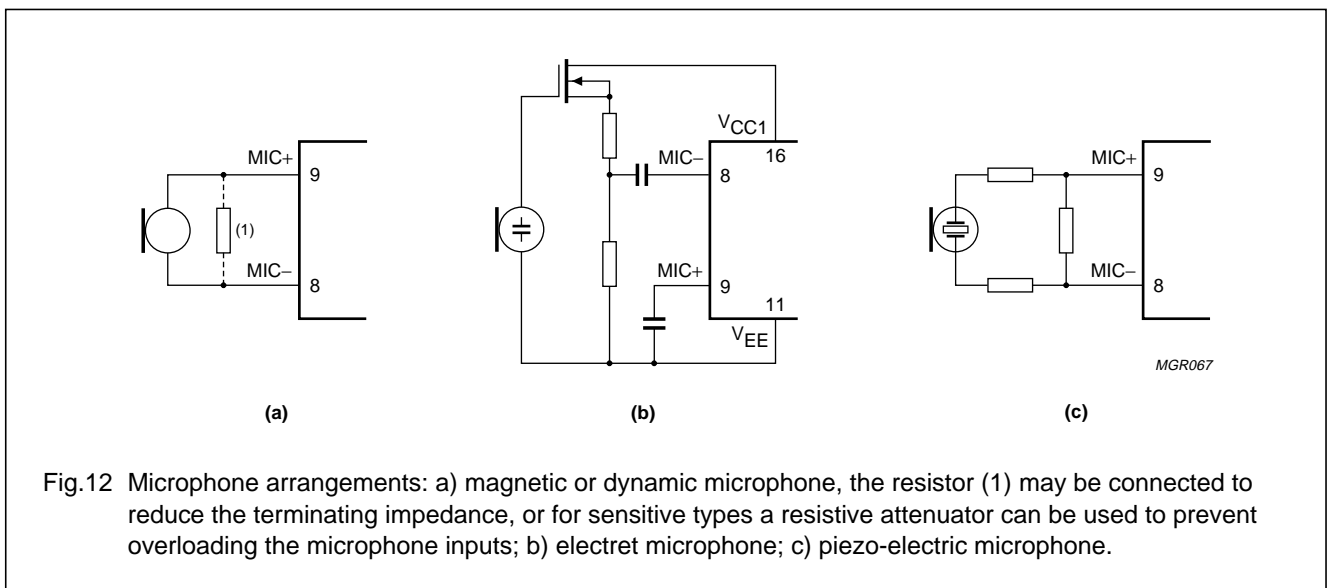 MIC+
9
(1)
MIC−
8
(a)
VCC1
16
MIC−
8
MIC+
9
11
VEE
(b)
MIC+
9
MIC−
8
MGR067
(c)
Fig.12 Microphone arrangements: a) magnetic or dynamic microphone, the resistor (1) may be connected to
reduce the terminating impedance, or for sensitive types a resistive attenuator can be used to prevent
overloading the microphone inputs; b) electret microphone; c) piezo-electric microphone.